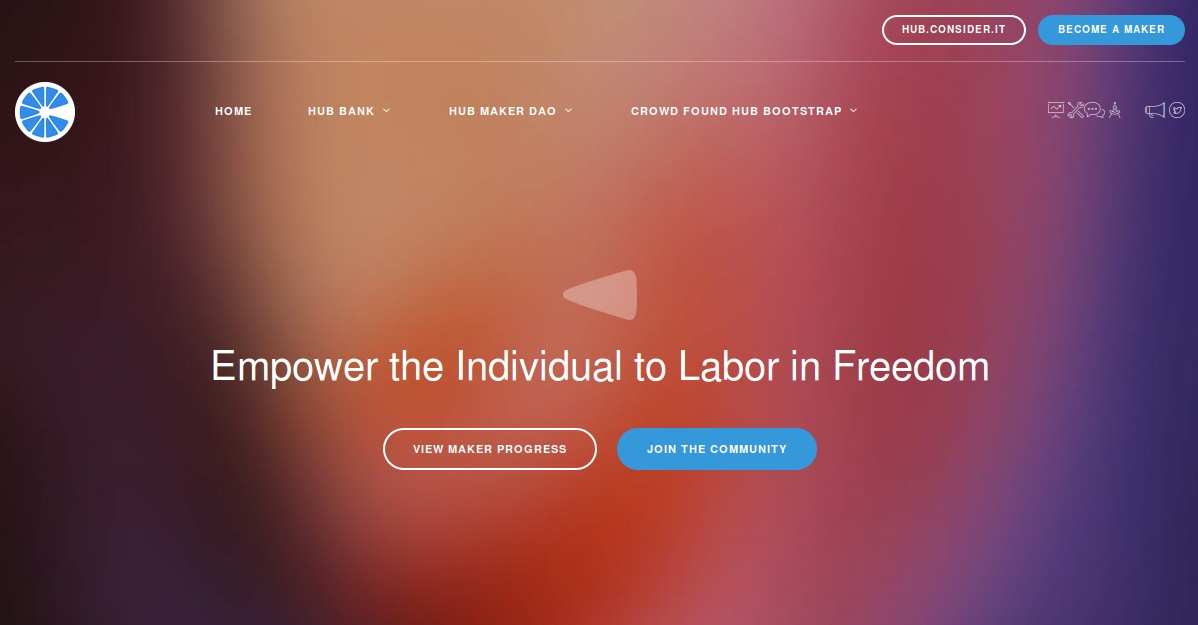 HUB.CONSIDER.IT
BECOME A MAKER
HOME
HUB BANK
HUB MAKER DAO
CROWD FOUND HUB BOOTSTRAP
Empower the Individual to Labor in Freedom
VIEW MAKER PROGRESS
JOIN THE COMMUNITY